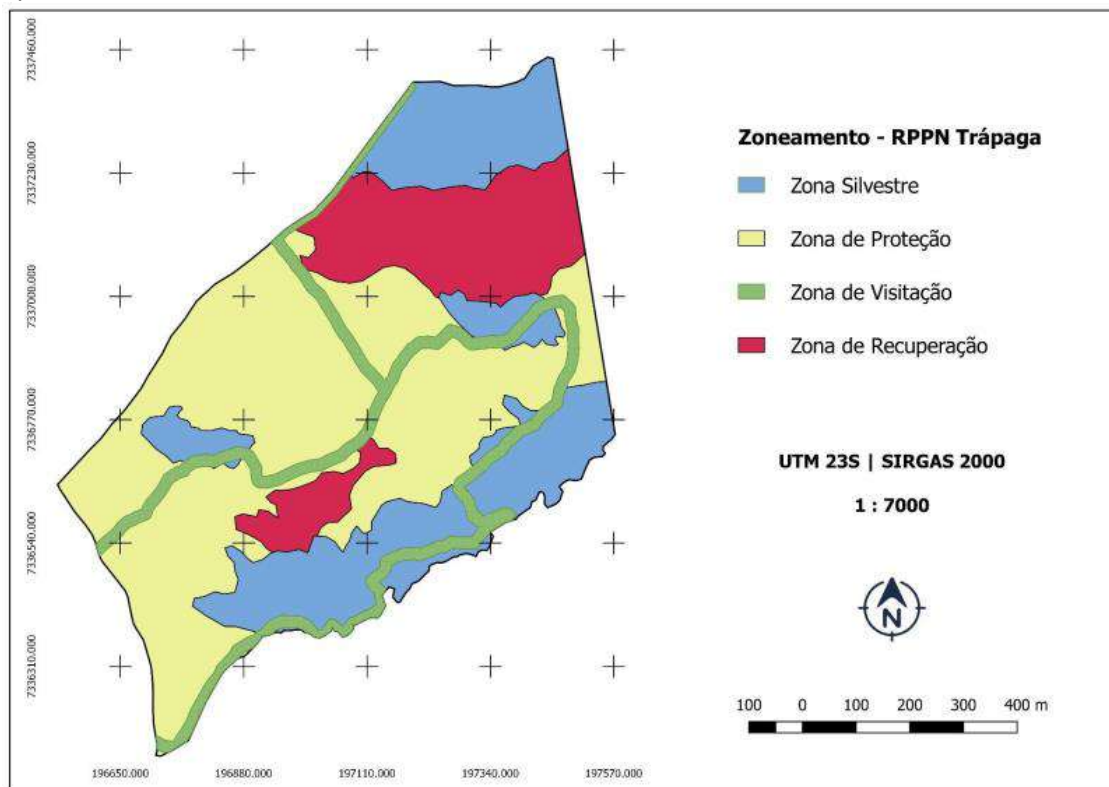 7337460.000
7337230.000
7337000.000
7336770.000
7336540.000
7336310.000
196650.000
196880.000
197110.000
197340.000
197570.000
Zoneamento - RPPN Trápaga
Zona Silvestre
Zona de Proteção
Zona de Visitação
Zona de Recuperação
UTM 23S | SIRGAS 2000
1 : 7000
N
100 0 100 200 300 400 m